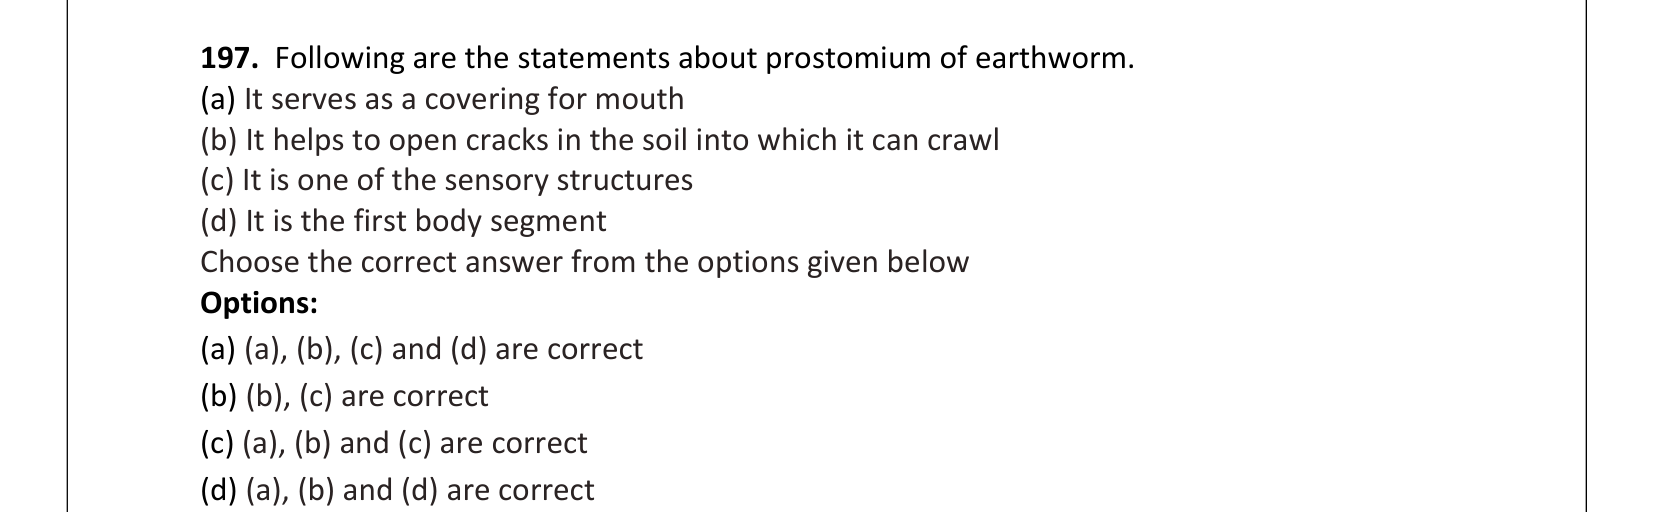 197. Following are the statements about prostomium of earthworm.
(a) It serves as a covering for mouth
(b) It helps to open cracks in the soil into which it can crawl
(c) It is one of the sensory structures
(d) It is the first body segment
Choose the correct answer from the options given below
Options:
(a) (a), (b), (c) and (d) are correct
(b) (b), (c) are correct
(c) (a), (b) and (c) are correct
(d) (a), (b) and (d) are correct